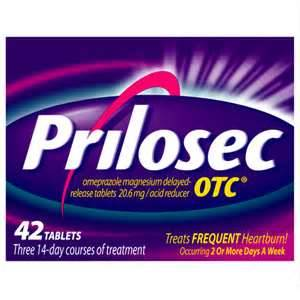 Prilosec
omeprazole magnesium delayed-
release tablets 20.6 mg / acid reducer
OTC®
42 TABLETS
Three 14-day courses of treatment
Treats FREQUENT Heartburn!
Occurring 2 Or More Days A Week